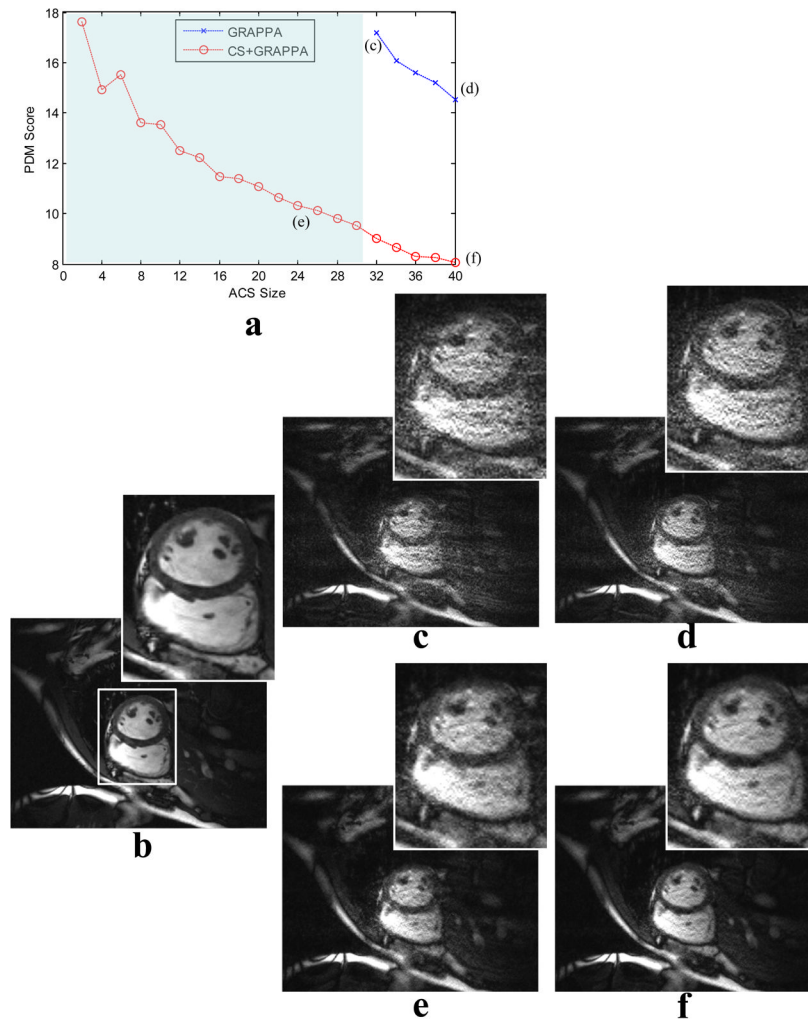 18
16
14
12
10
8
PDM Score
GRAPPA
CS+GRAPPA
(c)
(d)
(e)
(f)
0 4 8 12 16 20 24 28 32 36 40
ACS Size
a
b
c
d
e
f